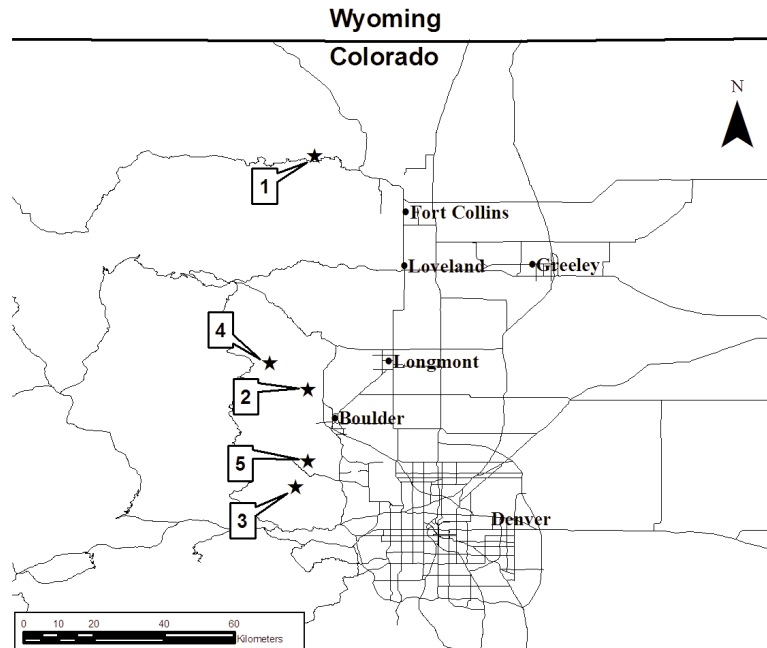 Wyoming
Colorado
N
1
Fort Collins
Loveland
Greeley
4
Longmont
2
Boulder
5
3
Denver
0 10 20 40 60
Kilometers